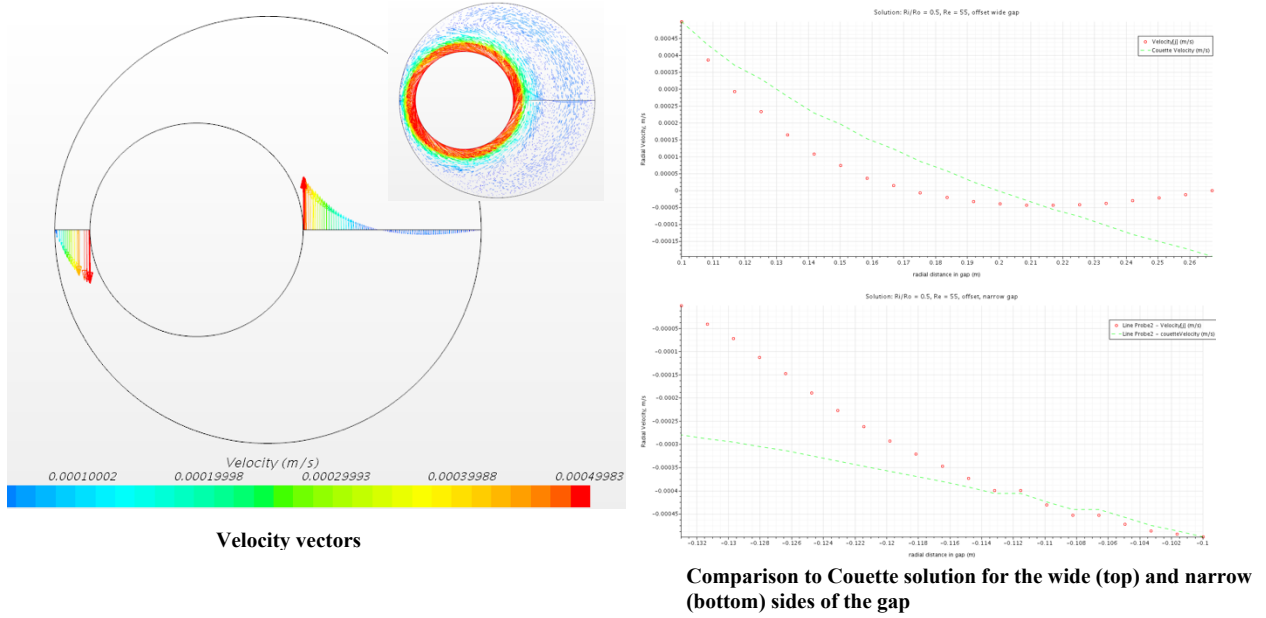 Velocity (m/s)
0.00010002 0.00019998 0.00029993 0.00039988 0.00049983
Velocity vectors
Solution: Ri/Ro = 0.5, Re = 55, offset wide gap
Velocity[j] (m/s)
Couette Velocity (m/s)
Radial Velocity, m/s
0.00045
0.0004
0.00035
0.0003
0.00025
0.0002
0.00015
0.0001
0.00005
0
−0.00005
−0.0001
−0.00015
0.1 0.11 0.12 0.13 0.14 0.15 0.16 0.17 0.18 0.19 0.2 0.21 0.22 0.23 0.24 0.25 0.26
radial distance in gap (m)
Solution: Ri/Ro = 0.5, Re = 55, offset, narrow gap
Line Probe2 − Velocity[j] (m/s)
Line Probe2 − couetteVelocity (m/s)
Radial Velocity, m/s
−0.00005
−0.0001
−0.00015
−0.0002
−0.00025
−0.0003
−0.00035
−0.0004
−0.00045
−0.132 −0.13 −0.128 −0.126 −0.124 −0.122 −0.12 −0.118 −0.116 −0.114 −0.112 −0.11 −0.108 −0.106 −0.104 −0.102 −0.1
radial distance in gap (m)
Comparison to Couette solution for the wide (top) and narrow
(bottom) sides of the gap